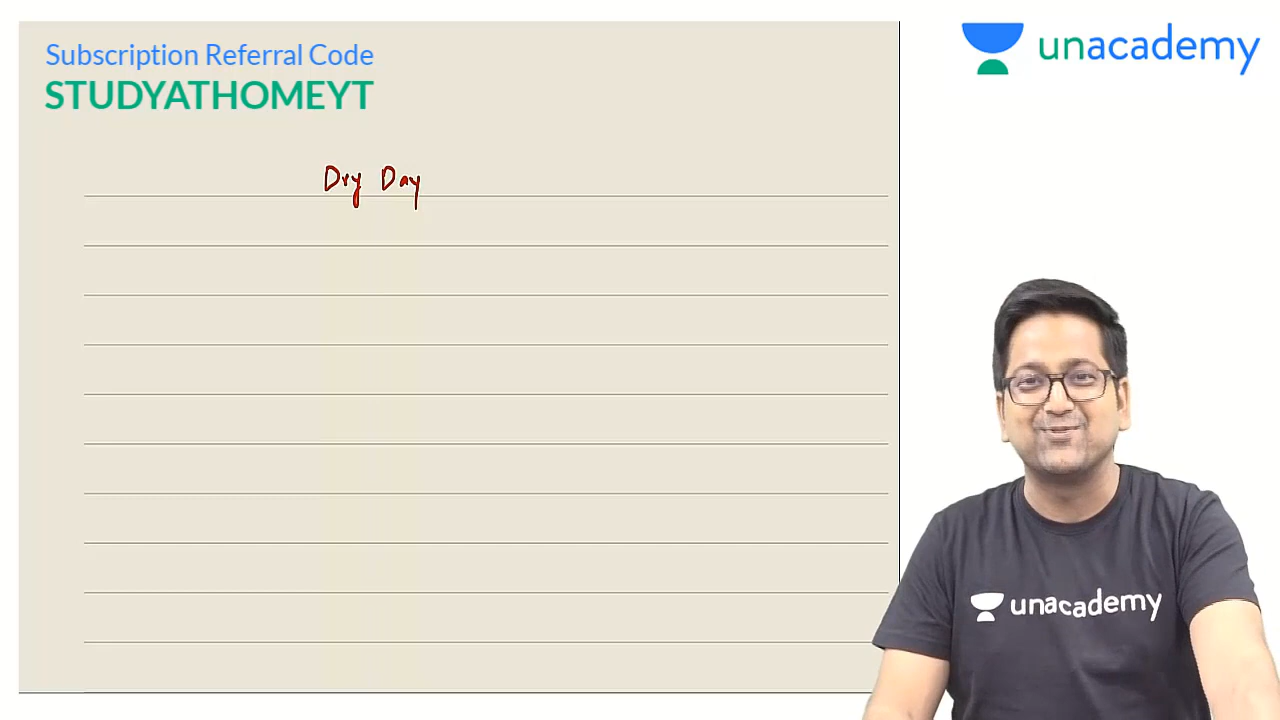 Subscription Referral Code
STUDYATHOMEYT
unacademy
Dry Day
unacademy